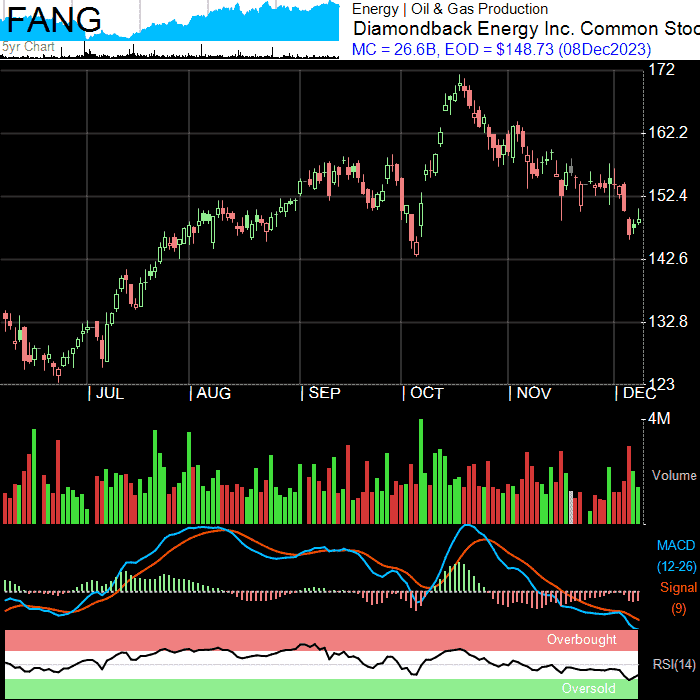 FANG
5yr Chart
Energy | Oil & Gas Production
Diamondback Energy Inc. Common Stoc
MC = 26.6B, EOD = $148.73 (08Dec2023)
172
162.2
152.4
142.6
132.8
123
JUL AUG SEP OCT NOV DEC
4M
Volume
MACD
(12-26)
Signal
(9)
Overbought
RSI(14)
Oversold